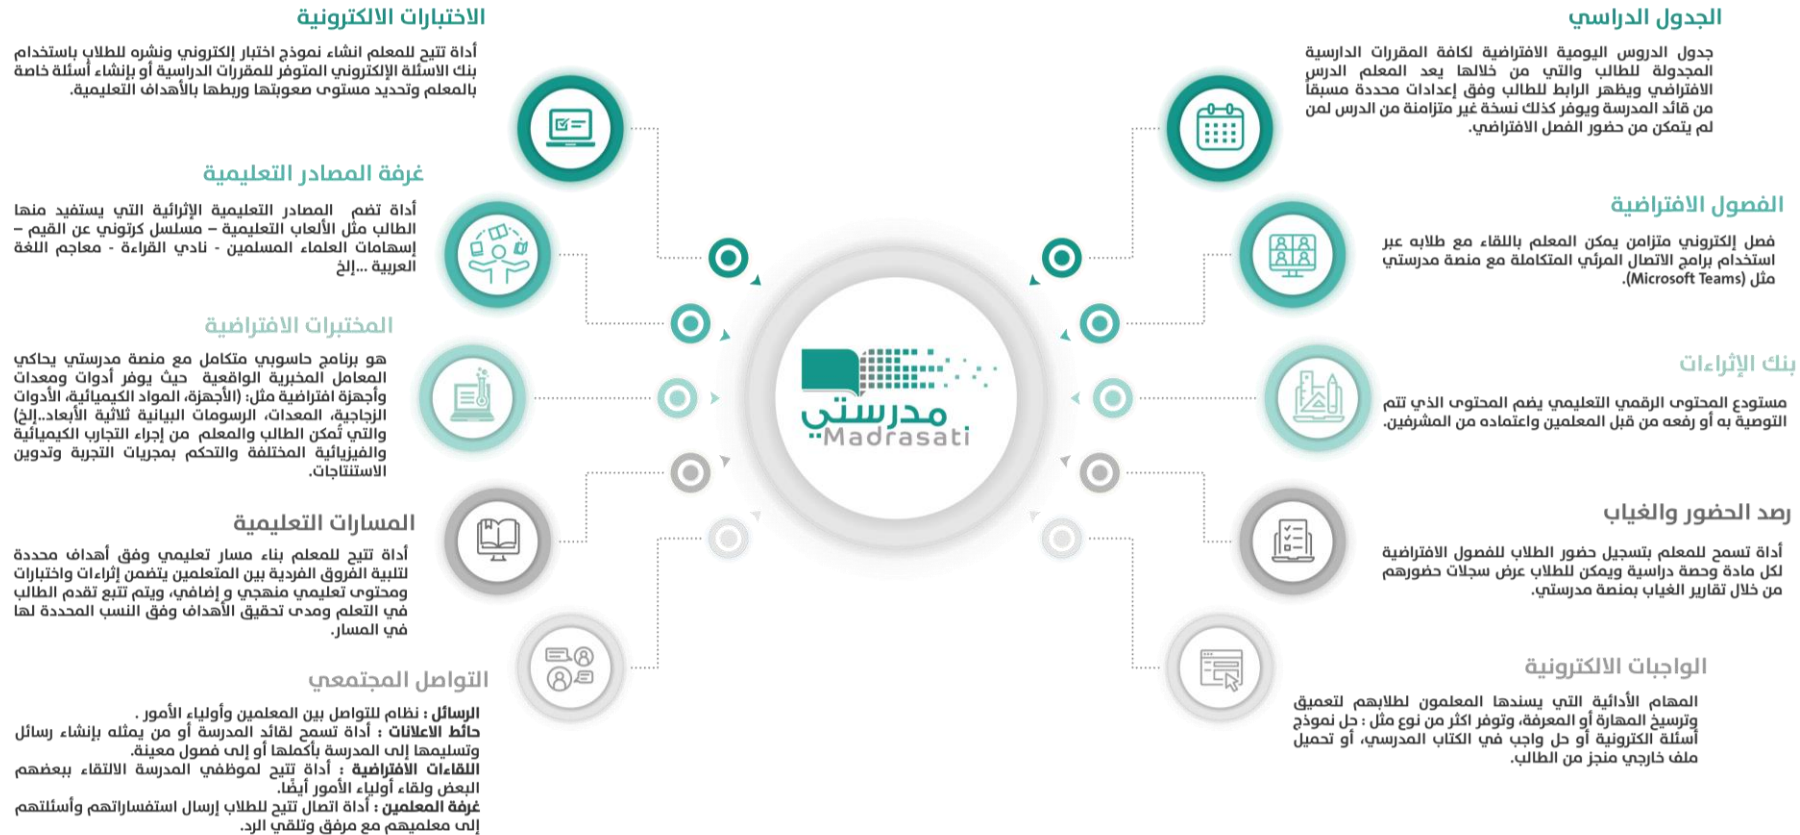 الجدول الدراسي
جدول الدروس اليومية الافتراضية لكافة المقررات الدارسية
المجدولة للطالب والتي من خلالها يعد المعلم الدرس
الافتراضي ويظهر الرابط للطالب وفق إعدادات محددة مسبقاً
من قائد المدرسة ويوفر كذلك نسخة غير متزامنة من الدرس لمن
لم يتمكن من حضور الفصل الافتراضي.
الفصول الافتراضية
فصل إلكتروني متزامن يمكن المعلم باللقاء مع طلابه عبر
استخدام برامج الاتصال المرئي المتكاملة مع منصة مدرستي
مثل (Microsoft Teams).
بنك الإثراءات
مستودع المحتوى الرقمي التعليمي يضم المحتوى الذي تتم
التوصية به أو رفعه من قبل المعلمين واعتماده من المشرفين.
رصد الحضور والغياب
أداة تسمح للمعلم بتسجيل حضور الطلاب للفصول الافتراضية
لكل مادة وحصة دراسية ويمكن للطلاب عرض سجلات حضورهم
من خلال تقارير الغياب بمنصة مدرستي.
الواجبات الالكترونية
المهام الأدائية التي يسندها المعلمون لطلابهم لتعميق
وترسيخ المهارة أو المعرفة، وتوفر اكثر من نوع مثل : حل نموذج
أسئلة الكترونية أو حل واجب في الكتاب المدرسي، أو تحميل
ملف خارجي منجز من الطالب.
مدرستي
Madrasati
الاختبارات الالكترونية
أداة تتيح للمعلم انشاء نموذج اختبار إلكتروني ونشره للطلاب باستخدام
بنك الاسئلة الإلكتروني المتوفر للمقررات الدراسية أو بإنشاء أسئلة خاصة
بالمعلم وتحديد مستوى صعوبتها وربطها بالأهداف التعليمية.
غرفة المصادر التعليمية
أداة تضم المصادر التعليمية الإثرائية التي يستفيد منها
الطالب مثل الألعاب التعليمية – مسلسل كرتوني عن القيم –
إسهامات العلماء المسلمين - نادي القراءة - معاجم اللغة
العربية ...إلخ
المختبرات الافتراضية
هو برنامج حاسوبي متكامل مع منصة مدرستي يحاكي
المعامل المخبرية الواقعية حيث يوفر أدوات ومعدات
وأجهزة افتراضية مثل: (الأجهزة، المواد الكيميائية، الأدوات
الزجاجية، المعدات، الرسومات البيانية ثلاثية الأبعاد..إلخ)
والتي تُمكن الطالب والمعلم من إجراء التجارب الكيميائية
والفيزيائية المختلفة والتحكم بمجريات التجربة وتدوين
الاستنتاجات.
المسارات التعليمية
أداة تتيح للمعلم بناء مسار تعليمي وفق أهداف محددة
لتلبية الفروق الفردية بين المتعلمين يتضمن إثراءات واختبارات
ومحتوى تعليمي منهجي و إضافي، ويتم تتبع تقدم الطالب
في التعلم ومدى تحقيق الأهداف وفق النسب المحددة لها
في المسار.
التواصل المجتمعي
الرسائل : نظام للتواصل بين المعلمين وأولياء الأمور .
حائط الاعلانات : أداة تسمح لقائد المدرسة أو من يمثله بإنشاء رسائل
وتسليمها إلى المدرسة بأكملها أو إلى فصول معينة.
اللقاءات الافتراضية : أداة تتيح لموظفي المدرسة الالتقاء ببعضهم
البعض ولقاء أولياء الأمور أيضًا.
غرفة المعلمين : أداة اتصال تتيح للطلاب إرسال استفساراتهم وأسئلتهم
إلى معلميهم مع مرفق وتلقي الرد.